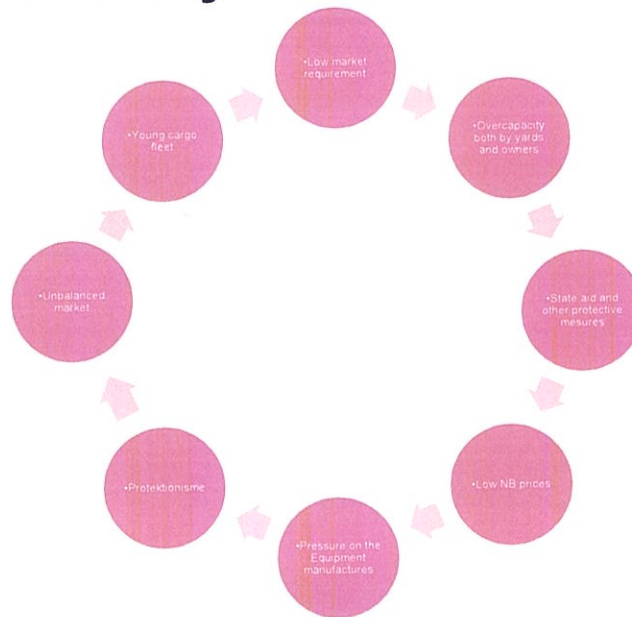 •Low market
requirement
•Overcapacity
both by yards
and owners
•State aid and
other protective
mesures
•Low NB prices
•Pressure on the
Equipment
manufactures
•Protektionisme
•Unbalanced
market
•Young cargo
fleet